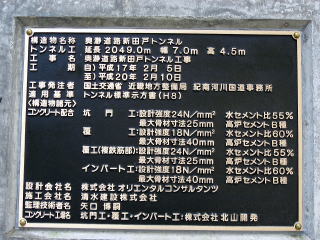 構造物名称 奥瀞道路新田戸トンネル
トンネル工 延長2049.0m 幅7.0m 高4.5m
工事名 奥瀞道路新田戸トンネル工事
工期 自)平成17年 2月 5日
至)平成20年 2月10日
工事発注者 国土交通省 近畿地方整備局 紀南河川国道事務所
適用基準 トンネル標準示方書(H8)
《構造物諸元》
コンクリート配合 坑門工:設計強度24N/mm² 水セメント比55%
最大骨材寸法25mm 高炉セメントB種
覆工:設計強度18N/mm² 水セメント比60%
最大骨材寸法40mm 高炉セメントB種
覆工(複鉄筋部):設計強度24N/mm² 水セメント比55%
最大骨材寸法25mm 高炉セメントB種
インバート工:設計強度18N/mm² 水セメント比60%
最大骨材寸法40mm 高炉セメントB種
設計会社名 株式会社 オリエンタルコンサルタンツ
施工会社名 清水建設株式会社
監理技術者名 矢口 博嗣
コンクリート工種名 坑門工・覆工・インバート工:株式会社 北山開発